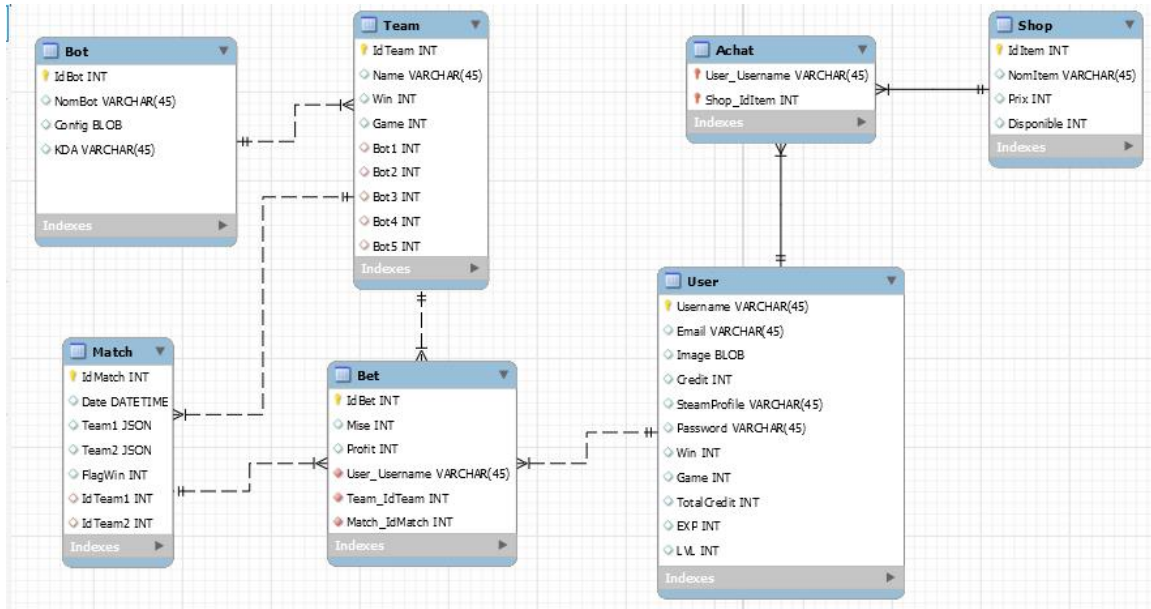 Bot
IdBot INT
NomBot VARCHAR(45)
Config BLOB
KDA VARCHAR(45)
Indexes
Team
IdTeam INT
Name VARCHAR(45)
Win INT
Game INT
Bot1 INT
Bot2 INT
Bot3 INT
Bot4 INT
Bot5 INT
Indexes
Achat
User_Username VARCHAR(45)
Shop_IdItem INT
Indexes
Shop
IdItem INT
NomItem VARCHAR(45)
Prix INT
Disponible INT
Indexes
Match
IdMatch INT
Date DATETIME
Team1 JSON
Team2 JSON
FlagWin INT
IdTeam1 INT
IdTeam2 INT
Indexes
Bet
IdBet INT
Mise INT
Profit INT
User_Username VARCHAR(45)
Team_IdTeam INT
Match_IdMatch INT
Indexes
User
Username VARCHAR(45)
Email VARCHAR(45)
Image BLOB
Credit INT
SteamProfile VARCHAR(45)
Password VARCHAR(45)
Win INT
Game INT
TotalCredit INT
EXP INT
LVL INT
Indexes